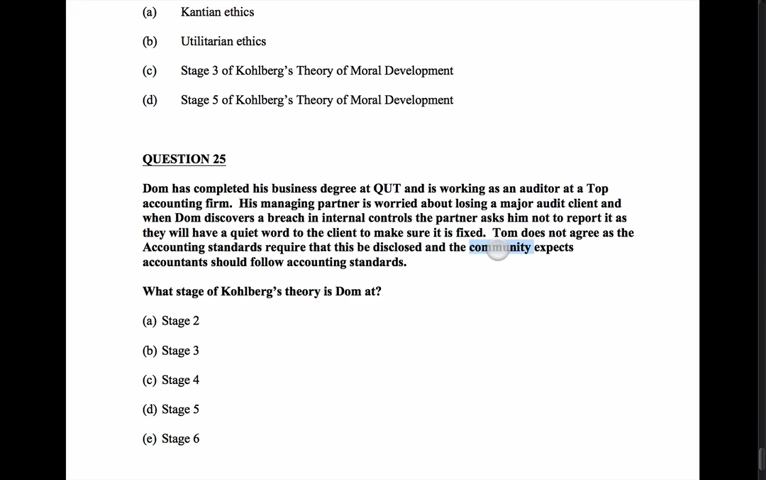 (a) Kantian ethics
(b) Utilitarian ethics
(c) Stage 3 of Kohlberg's Theory of Moral Development
(d) Stage 5 of Kohlberg's Theory of Moral Development
QUESTION 25
Dom has completed his business degree at QUT and is working as an auditor at a Top
accounting firm. His managing partner is worried about losing a major audit client and
when Dom discovers a breach in internal controls the partner asks him not to report it as
they will have a quiet word to the client to make sure it is fixed. Tom does not agree as the
Accounting standards require that this be disclosed and the community expects
accountants should follow accounting standards.
What stage of Kohlberg's theory is Dom at?
(a) Stage 2
(b) Stage 3
(c) Stage 4
(d) Stage 5
(e) Stage 6